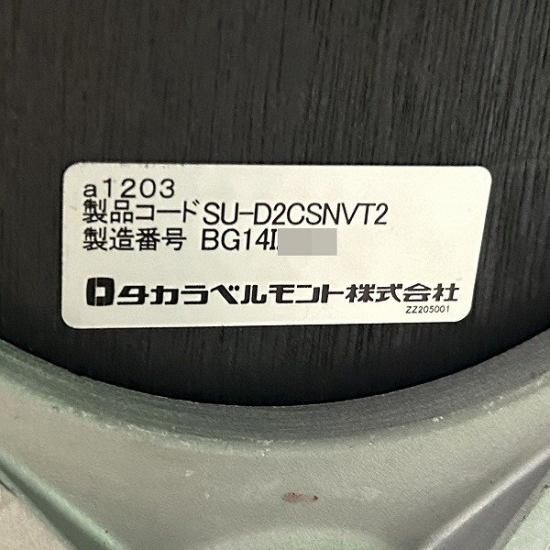 a1203
製品コード SU-D2CSNVT2
製造番号 BG14I
タカラベルモント株式会社
ZZ205001